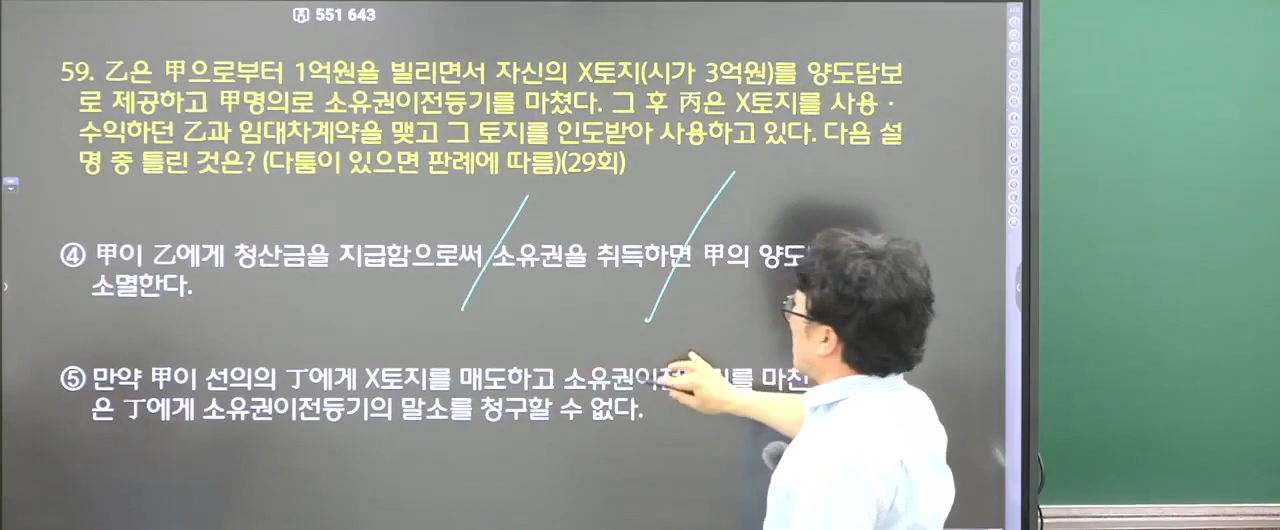 551 643
59. 乙은 甲으로부터 1억원을 빌리면서 자신의 X토지(시가 3억원)를 양도담보
로 제공하고 甲명의로 소유권이전등기를 마쳤다. 그 후 丙은 X토지를 사용 ·
수익하던 乙과 임대차계약을 맺고 그 토지를 인도받아 사용하고 있다. 다음 설
명 중 틀린 것은? (다툼이 있으면 판례에 따름)(29회)
④ 甲이 乙에게 청산금을 지급함으로써 소유권을 취득하면 甲의 양도
소멸한다.
⑤ 만약 甲이 선의의 丁에게 X토지를 매도하고 소유권이전 를 마친
은 丁에게 소유권이전등기의 말소를 청구할 수 없다.